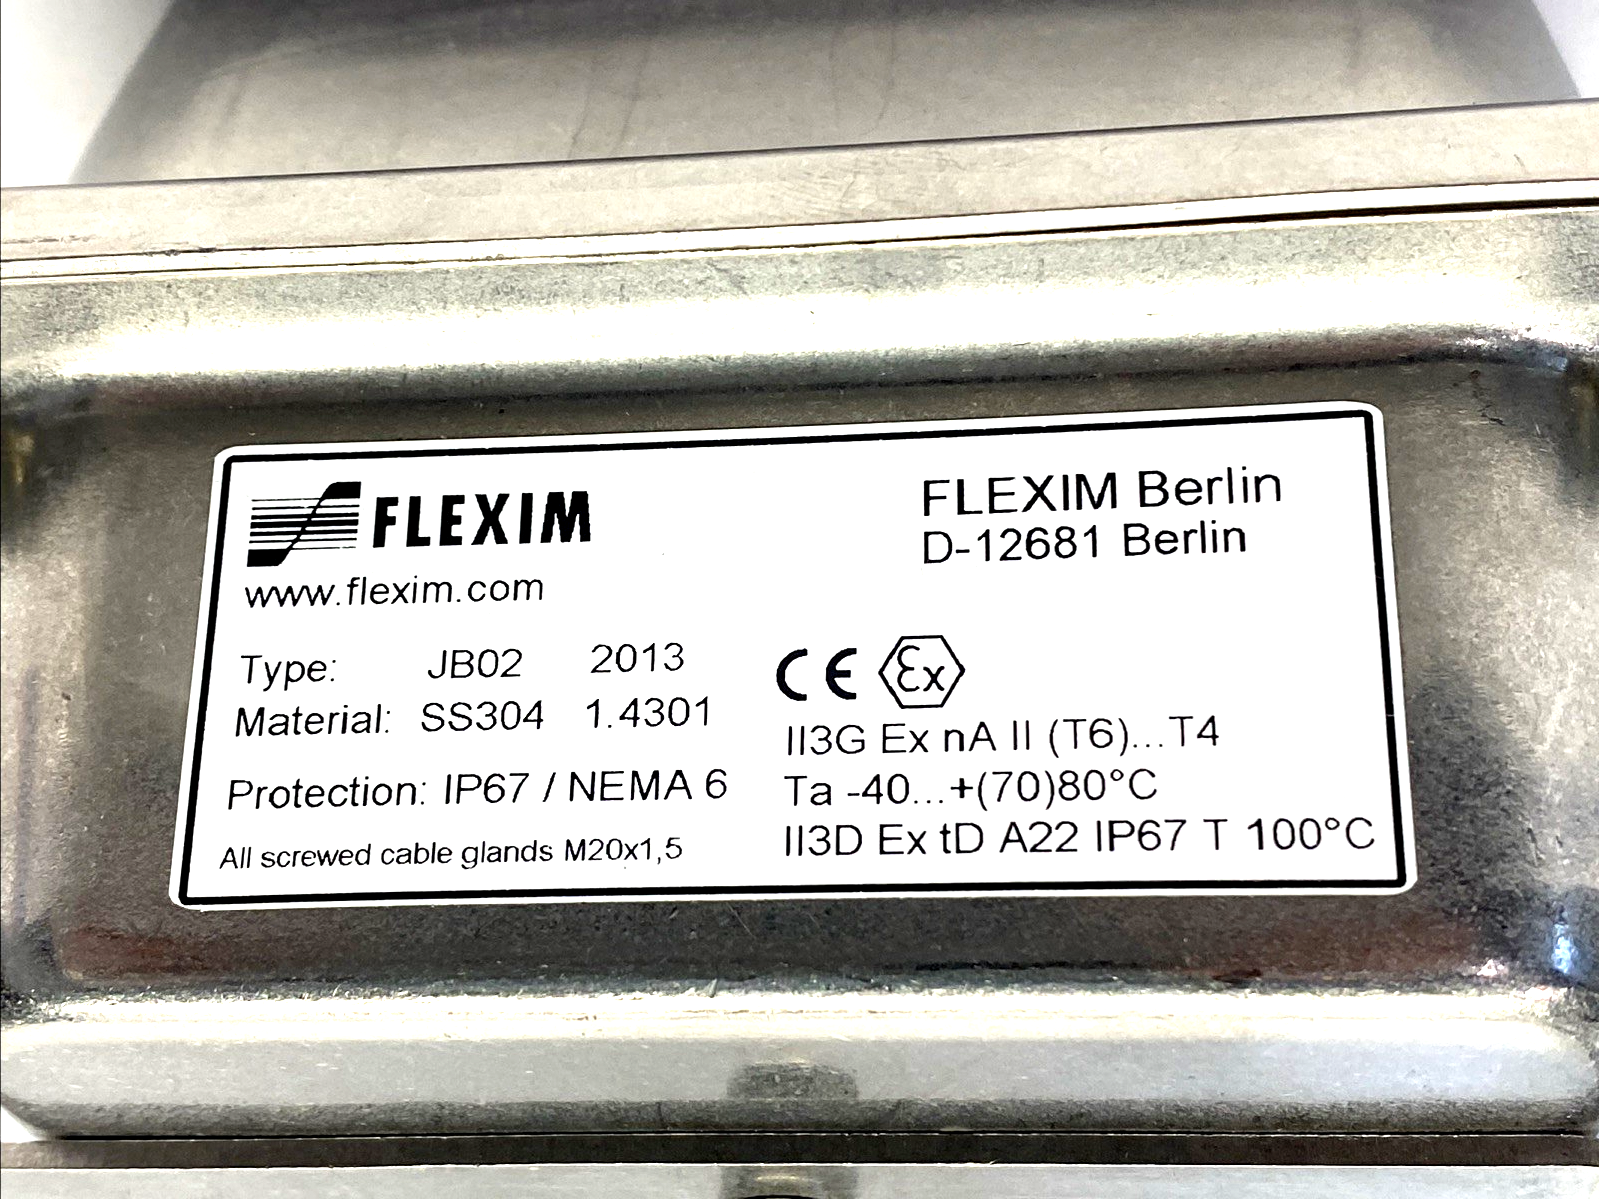 FLEXIM
www.flexim.com
FLEXIM Berlin
D-12681 Berlin
Type: JB02 2013
Material: SS304 1.4301
Protection: IP67 / NEMA 6
All screwed cable glands M20x1,5
CE Ex
II3G Ex nA II (T6)...T4
Ta -40...+(70)80°C
II3D Ex tD A22 IP67 T 100°C